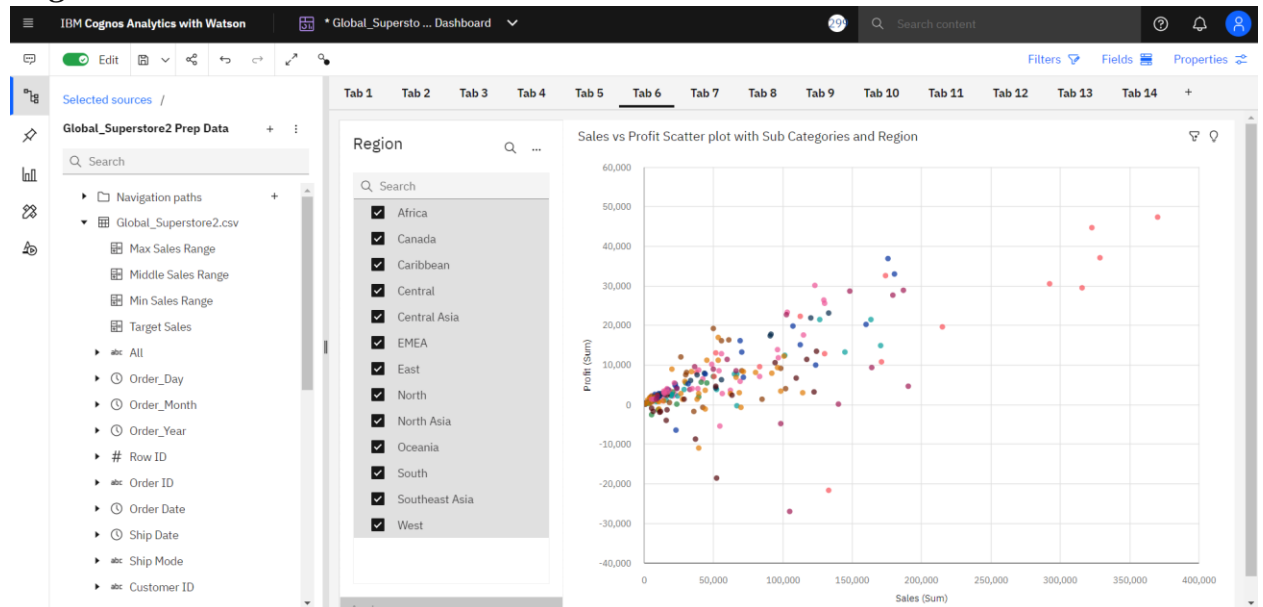 IBM Cognos Analytics with Watson
* Global_Supersto ... Dashboard
299
Search content
Edit
Filters
Fields
Properties
Selected sources /
Global_Superstore2 Prep Data
Search
Navigation paths
Global_Superstore2.csv
Max Sales Range
Middle Sales Range
Min Sales Range
Target Sales
abc All
Order_Day
Order_Month
Order_Year
# Row ID
abc Order ID
Order Date
Ship Date
abc Ship Mode
abc Customer ID
Tab 1 Tab 2 Tab 3 Tab 4 Tab 5 Tab 6 Tab 7 Tab 8 Tab 9 Tab 10 Tab 11 Tab 12 Tab 13 Tab 14 +
Region
Search
Africa
Canada
Caribbean
Central
Central Asia
EMEA
East
North
North Asia
Oceania
South
Southeast Asia
West
Sales vs Profit Scatter plot with Sub Categories and Region
Profit (Sum)
60,000
50,000
40,000
30,000
20,000
10,000
0
-10,000
-20,000
-30,000
-40,000
0 50,000 100,000 150,000 200,000 250,000 300,000 350,000 400,000
Sales (Sum)